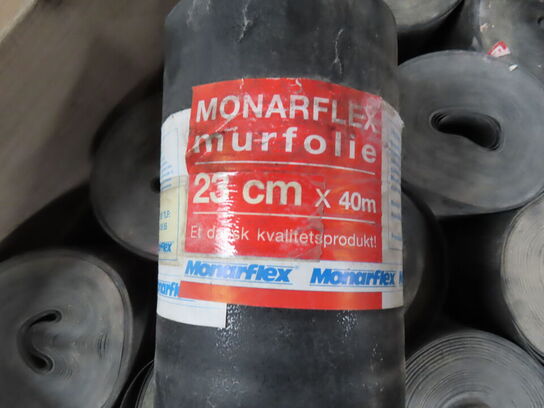 MONARFLEX
murfolie
23 cm x 40m
Et dansk kvalitetsprodukt!
Monarflex® Monarflex